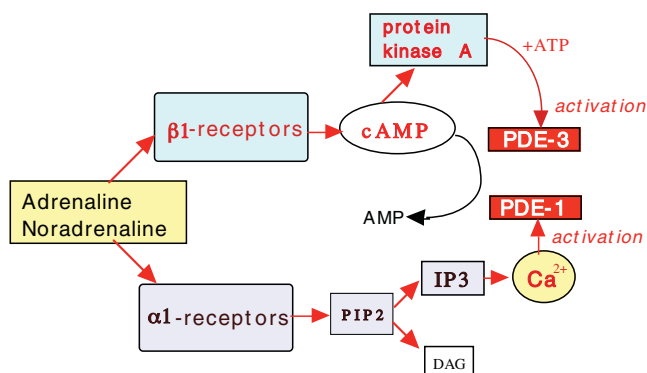 protein
kinase A
+ATP
activation
β1-receptors
cAMP
PDE-3
Adrenaline
Noradrenaline
AMP
PDE-1
activation
IP3
Ca2+
α1-receptors
PIP2
DAG